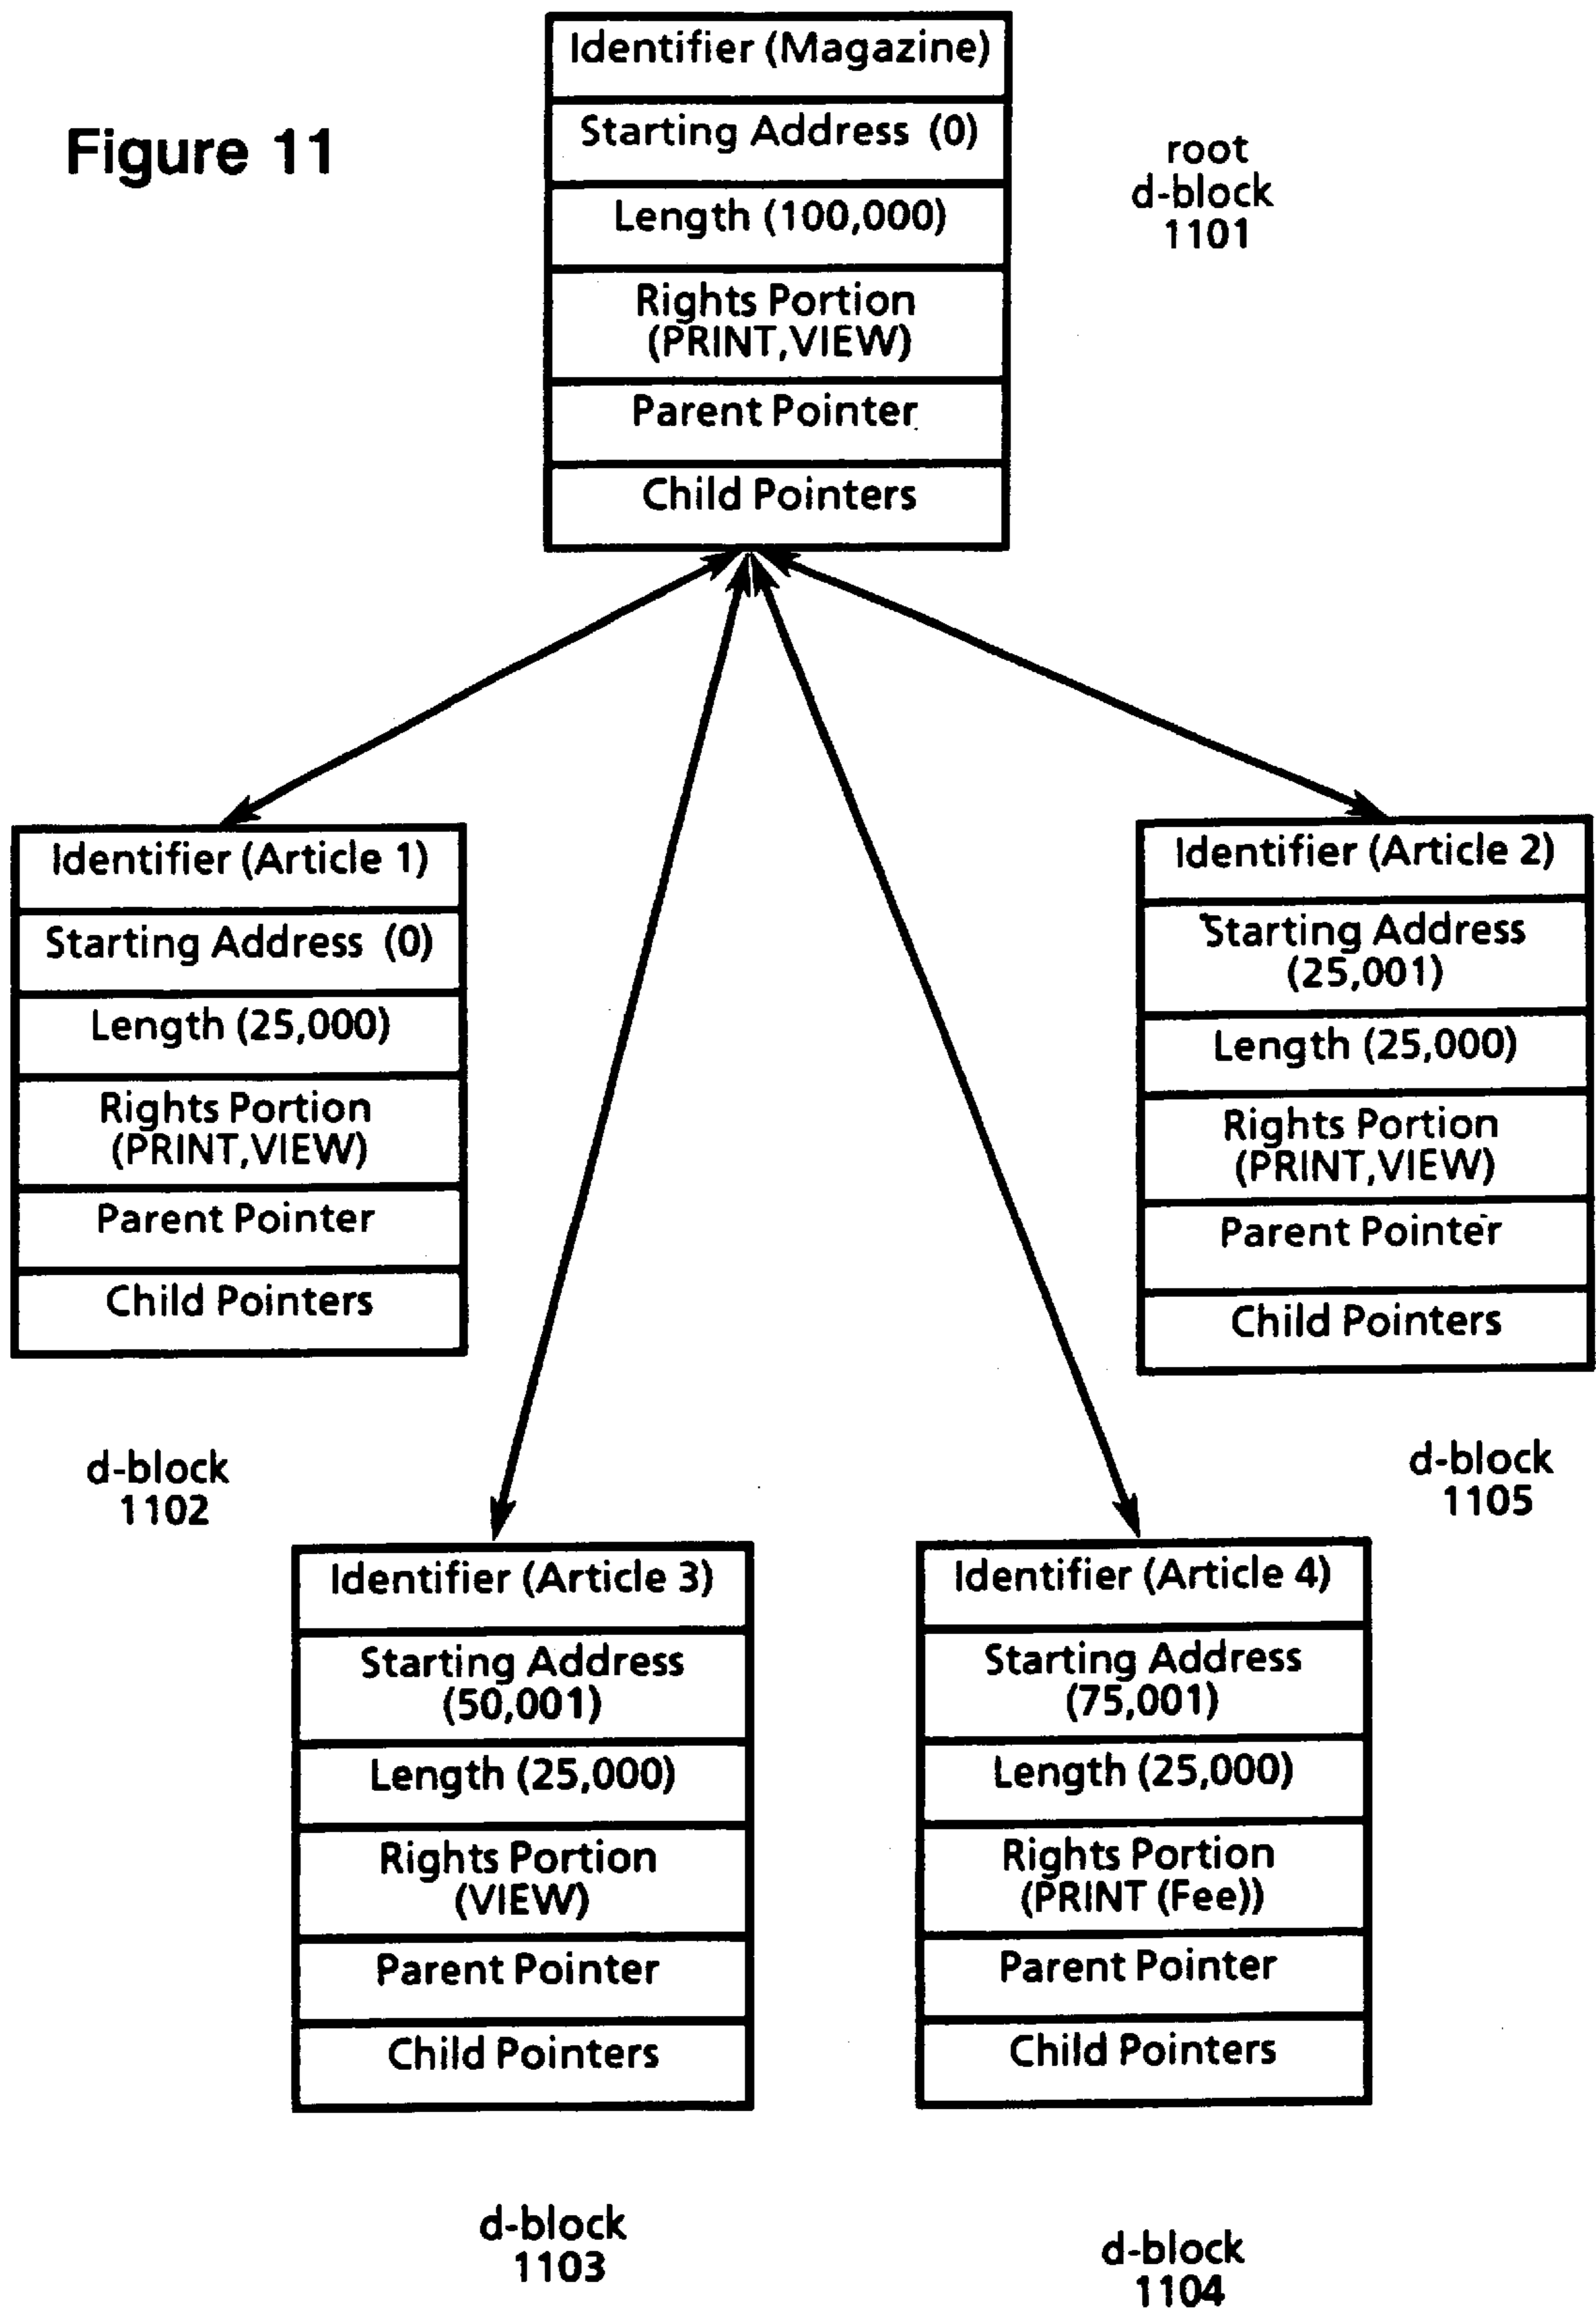 Figure 11
Identifier (Magazine)
Starting Address (0)
Length (100,000)
Rights Portion
(PRINT,VIEW)
Parent Pointer
Child Pointers
root
d-block
1101
Identifier (Article 1)
Starting Address (0)
Length (25,000)
Rights Portion
(PRINT,VIEW)
Parent Pointer
Child Pointers
d-block
1102
Identifier (Article 2)
Starting Address
(25,001)
Length (25,000)
Rights Portion
(PRINT,VIEW)
Parent Pointer
Child Pointers
d-block
1105
Identifier (Article 3)
Starting Address
(50,001)
Length (25,000)
Rights Portion
(VIEW)
Parent Pointer
Child Pointers
d-block
1103
Identifier (Article 4)
Starting Address
(75,001)
Length (25,000)
Rights Portion
(PRINT (Fee))
Parent Pointer
Child Pointers
d-block
1104